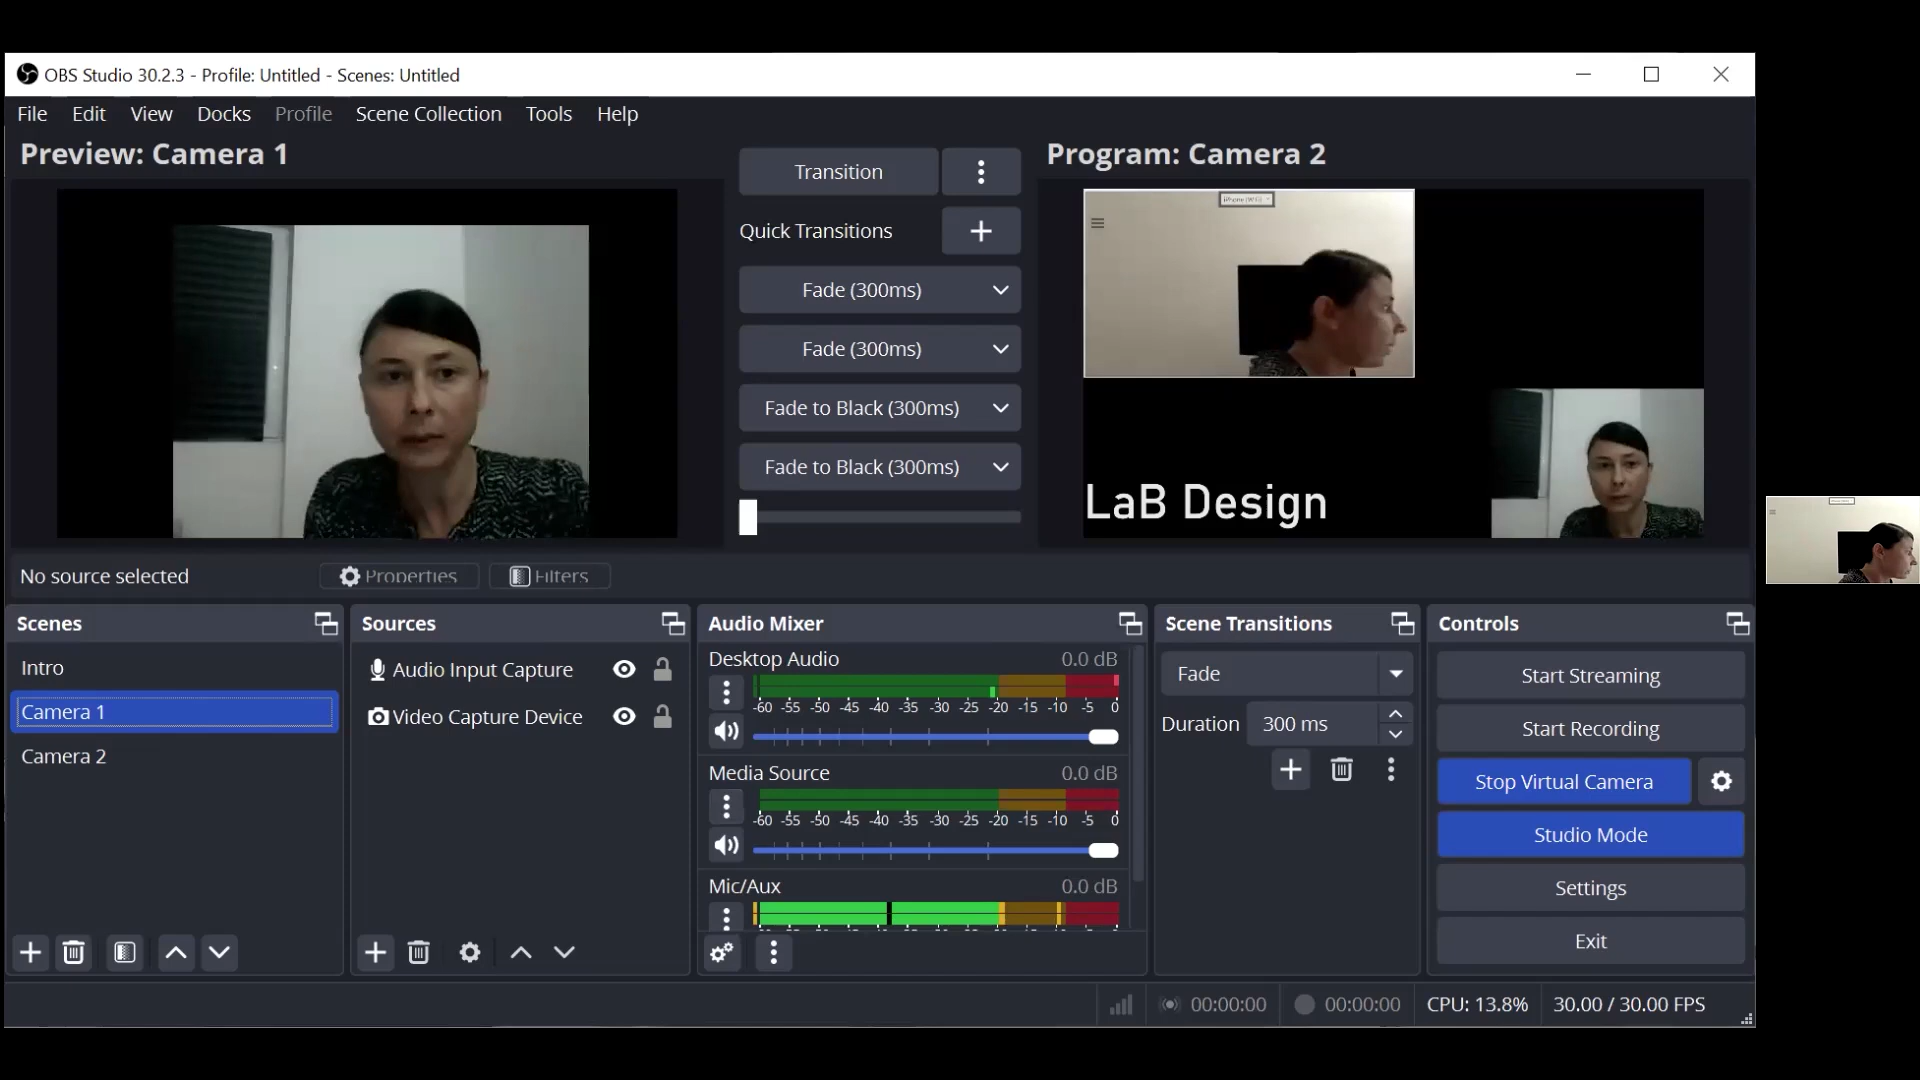 OBS Studio 30.2.3 - Profile: Untitled - Scenes: Untitled
File Edit View Docks Profile Scene Collection Tools Help
Preview: Camera 1
Transition
Quick Transitions
Fade (300ms)
Fade (300ms)
Fade to Black (300ms)
Fade to Black (300ms)
Program: Camera 2
LaB Design
No source selected
Properties
Filters
Scenes
Intro
Camera 1
Camera 2
Sources
Audio Input Capture
Video Capture Device
Audio Mixer
Desktop Audio 0.0 dB
-60 -55 -50 -45 -40 -35 -30 -25 -20 -15 -10 -5 0
Media Source 0.0 dB
-60 -55 -50 -45 -40 -35 -30 -25 -20 -15 -10 -5 0
Mic/Aux 0.0 dB
Scene Transitions
Fade
Duration 300 ms
Controls
Start Streaming
Start Recording
Stop Virtual Camera
Studio Mode
Settings
Exit
00:00:00
00:00:00
CPU: 13.8%
30.00 / 30.00 FPS